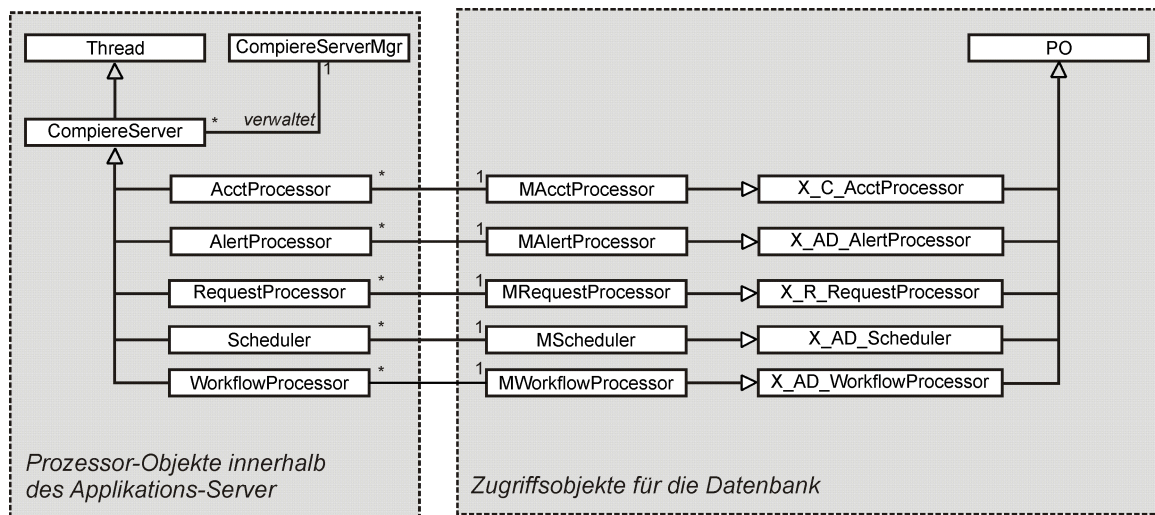 Thread
CompiereServerMgr
PO
1
CompiereServer
*
verwaltet
AcctProcessor
*
1
MAcctProcessor
X_C_AcctProcessor
AlertProcessor
*
1
MAlertProcessor
X_AD_AlertProcessor
RequestProcessor
*
1
MRequestProcessor
X_R_RequestProcessor
Scheduler
*
1
MScheduler
X_AD_Scheduler
WorkflowProcessor
*
1
MWorkflowProcessor
X_AD_WorkflowProcessor
Prozessor-Objekte innerhalb
des Applikations-Server
Zugriffsobjekte für die Datenbank